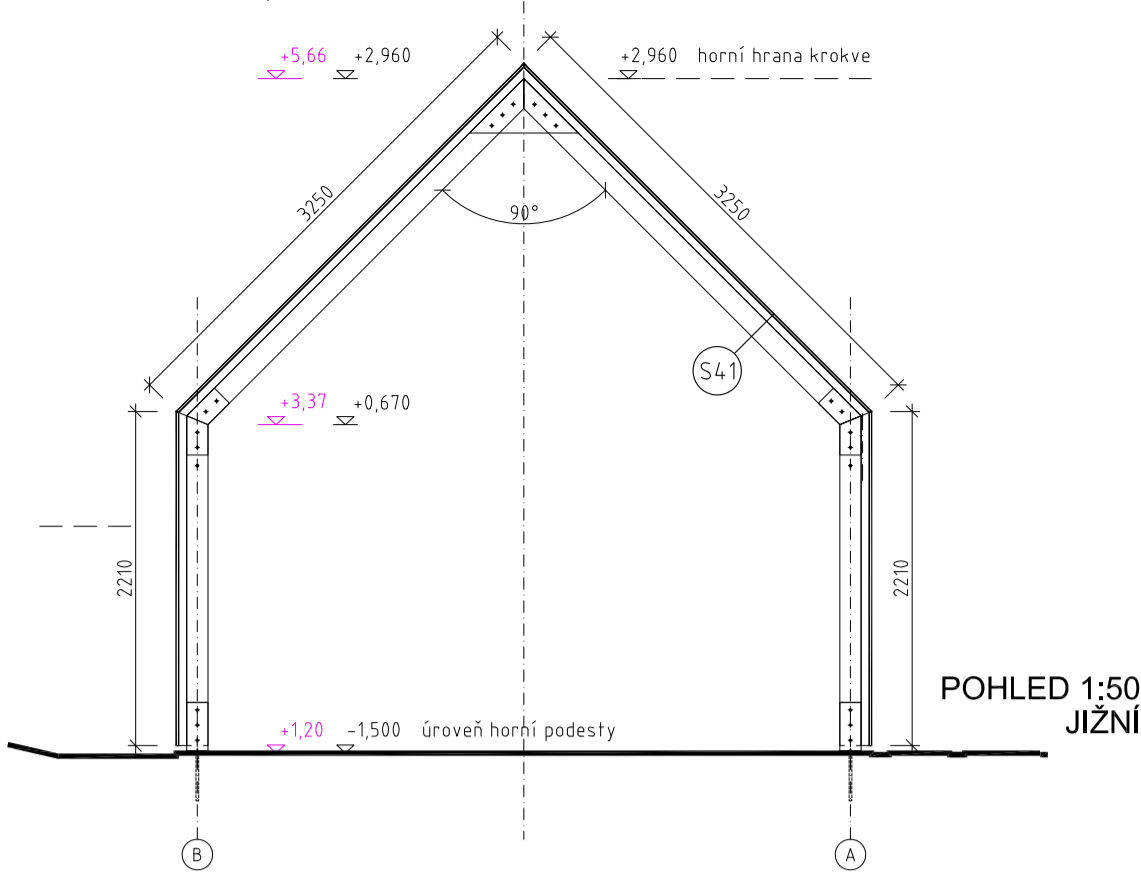 +5,66 +2,960
+2,960 horní hrana krokve
3250
3250
90°
S41
+3,37 +0,670
2210
2210
POHLED 1:50
JIŽNÍ
+1,20 -1,500 úroveň horní podesty
B
A